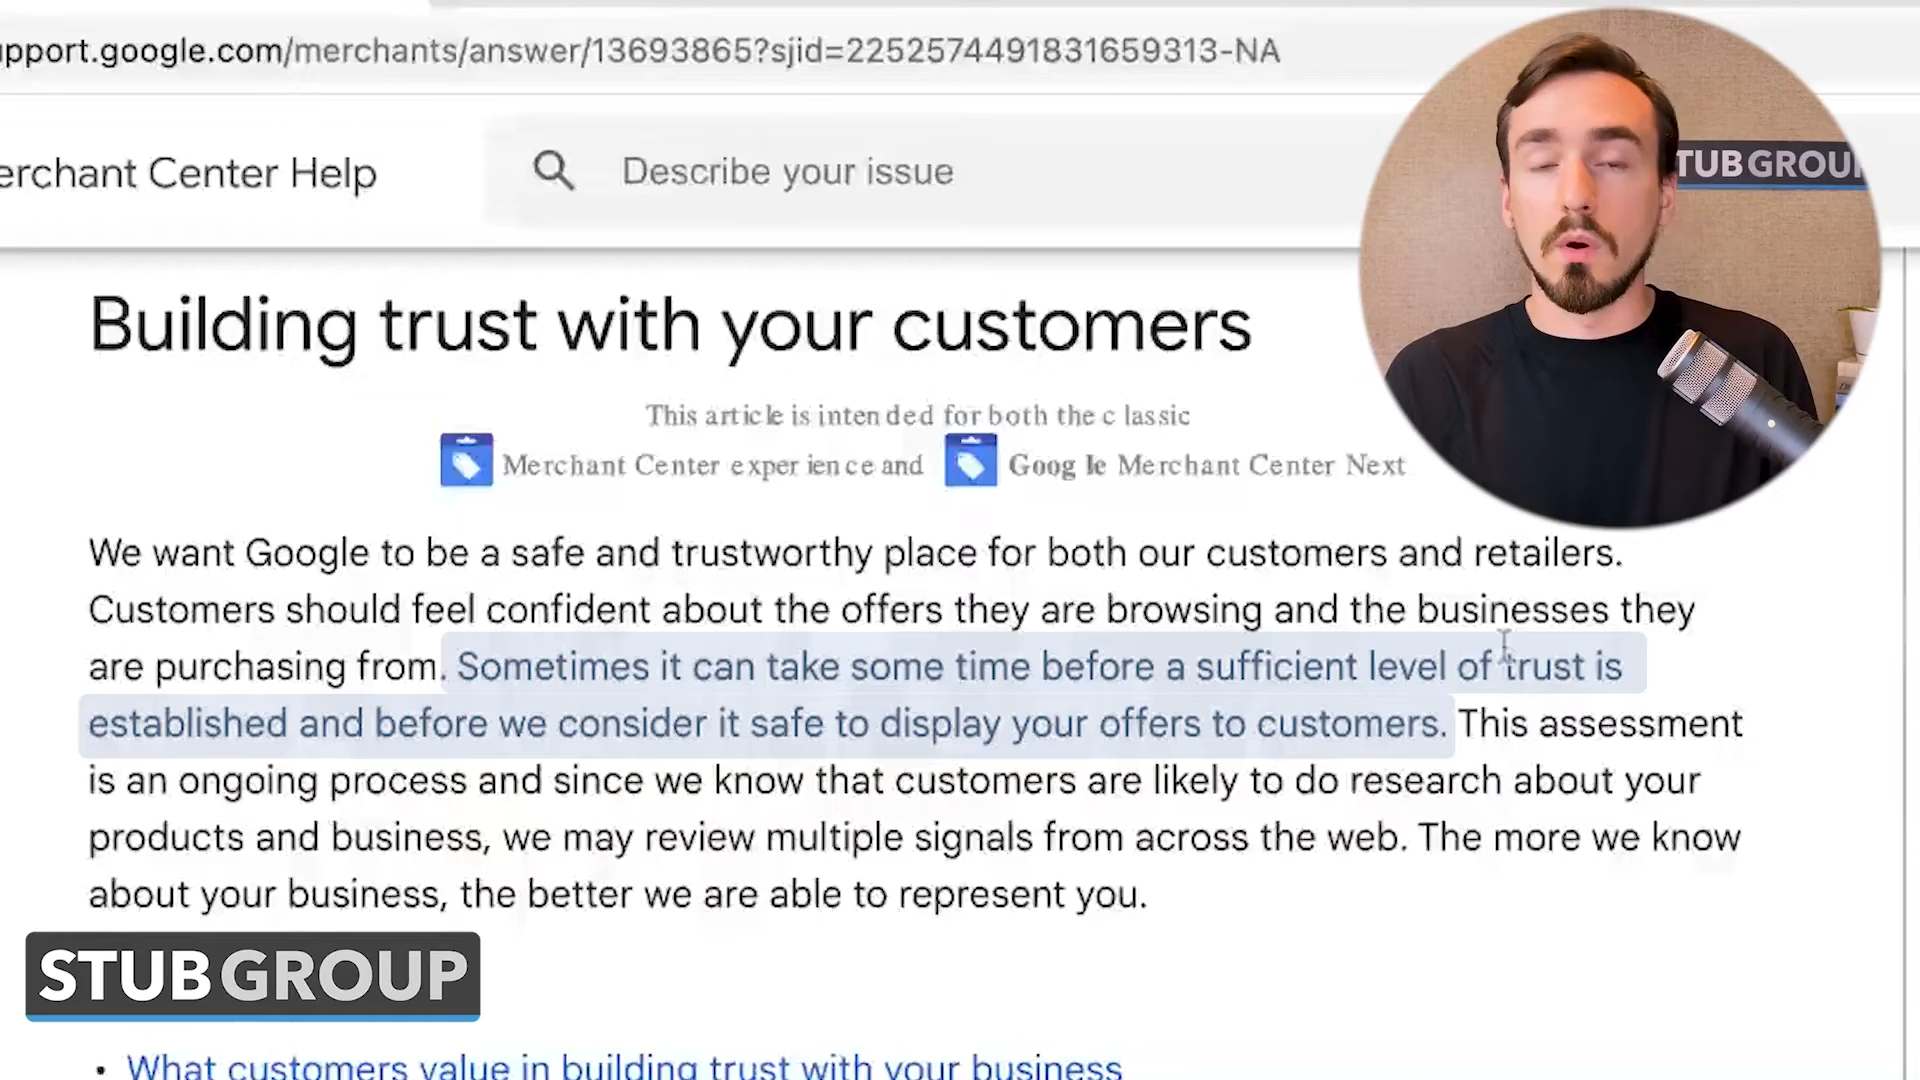 upport.google.com/merchants/answer/13693865?sjid=2252574491831659313-NA
erchant Center Help
Describe your issue
TUBGROUP
Building trust with your customers
This article is intended for both the classic
Merchant Center experience and Google Merchant Center Next
We want Google to be a safe and trustworthy place for both our customers and retailers.
Customers should feel confident about the offers they are browsing and the businesses they
are purchasing from. Sometimes it can take some time before a sufficient level of trust is
established and before we consider it safe to display your offers to customers. This assessment
is an ongoing process and since we know that customers are likely to do research about your
products and business, we may review multiple signals from across the web. The more we know
about your business, the better we are able to represent you.
STUBGROUP
• What customers value in building trust with your business